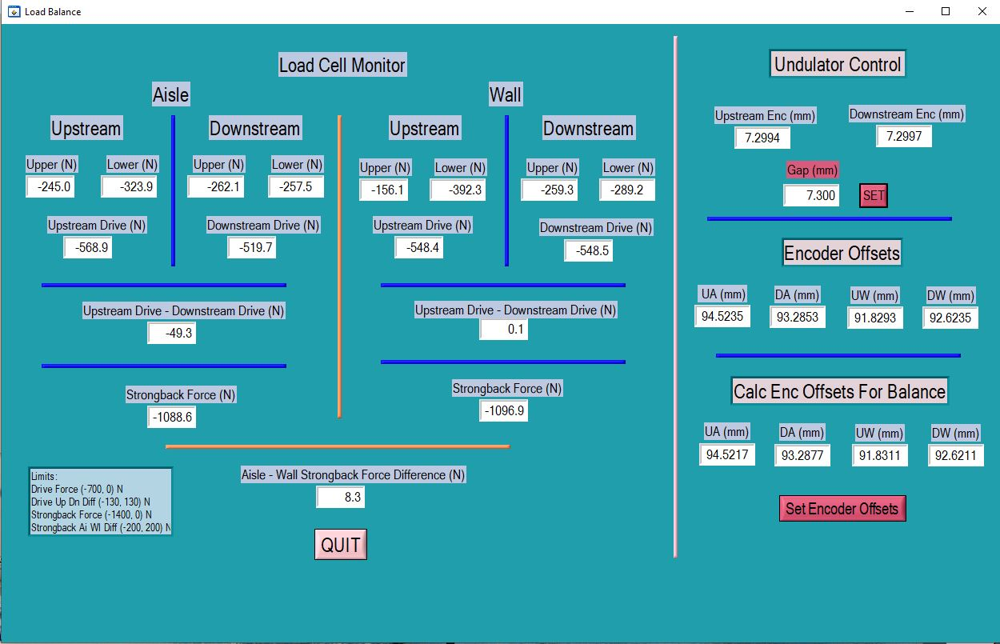 Load Balance
Load Cell Monitor
Aisle
Wall
Upstream
Downstream
Upstream
Downstream
Upper (N)
Lower (N)
Upper (N)
Lower (N)
Upper (N)
Lower (N)
Upper (N)
Lower (N)
-245.0
-323.9
-262.1
-257.5
-156.1
-392.3
-259.3
-289.2
Upstream Drive (N)
Downstream Drive (N)
Upstream Drive (N)
Downstream Drive (N)
-568.9
-519.7
-548.4
-548.5
Upstream Drive - Downstream Drive (N)
Upstream Drive - Downstream Drive (N)
-49.3
0.1
Strongback Force (N)
Strongback Force (N)
-1088.6
-1096.9
Aisle - Wall Strongback Force Difference (N)
8.3
Limits:
Drive Force (-700, 0) N
Drive Up Dn Diff (-130, 130) N
Strongback Force (-1400, 0) N
Strongback Ai Wl Diff (-200, 200) N
QUIT
Undulator Control
Upstream Enc (mm)
Downstream Enc (mm)
7.2994
7.2997
Gap (mm)
7.300
SET
Encoder Offsets
UA (mm)
DA (mm)
UW (mm)
DW (mm)
94.5235
93.2853
91.8293
92.6235
Calc Enc Offsets For Balance
UA (mm)
DA (mm)
UW (mm)
DW (mm)
94.5217
93.2877
91.8311
92.6211
Set Encoder Offsets